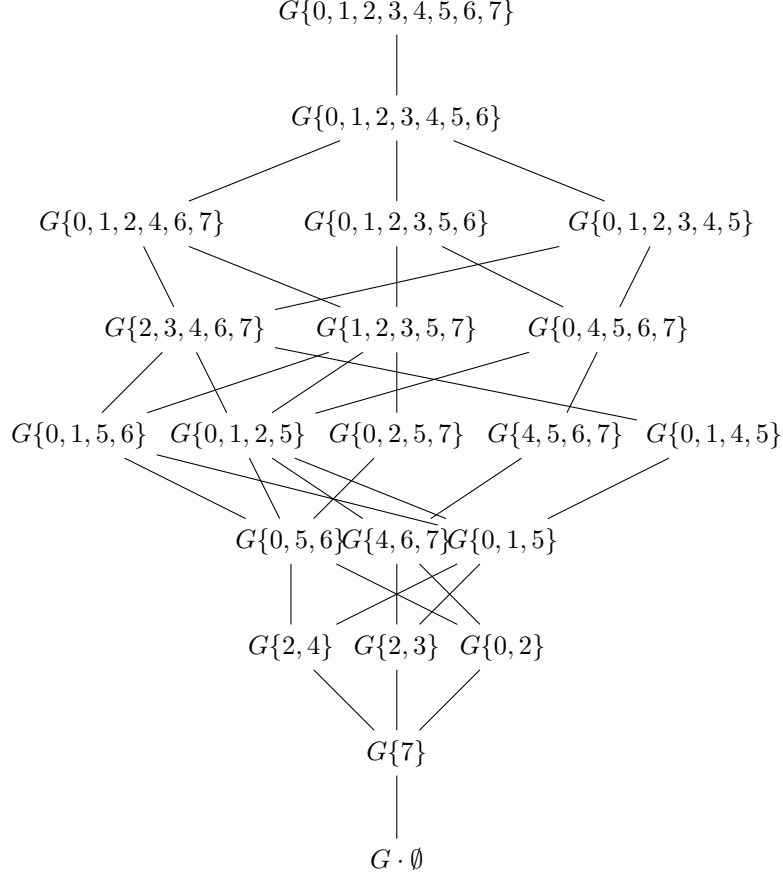 G{0, 1, 2, 3, 4, 5, 6, 7}
G{0, 1, 2, 3, 4, 5, 6}
G{0, 1, 2, 4, 6, 7} G{0, 1, 2, 3, 5, 6} G{0, 1, 2, 3, 4, 5}
G{2, 3, 4, 6, 7} G{1, 2, 3, 5, 7} G{0, 4, 5, 6, 7}
G{0, 1, 5, 6} G{0, 1, 2, 5} G{0, 2, 5, 7} G{4, 5, 6, 7} G{0, 1, 4, 5}
G{0, 5, 6} G{4, 6, 7} G{0, 1, 5}
G{2, 4} G{2, 3} G{0, 2}
G{7}
G · ∅